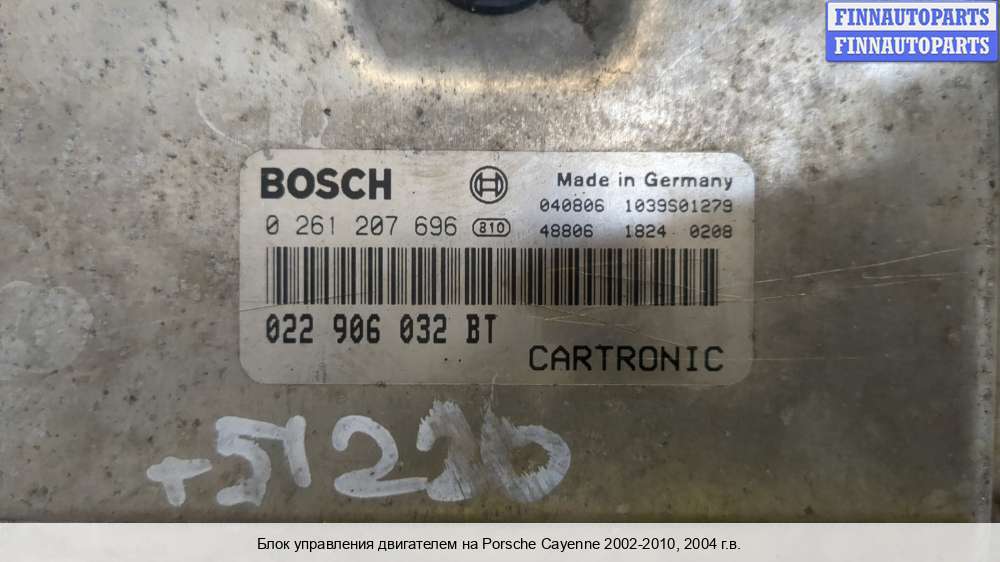 FINNAUTOPARTS
FINNAUTOPARTS
BOSCH Made in Germany
040806 1039S01279
0 261 207 696 810 48806 1824 0208
022 906 032 BT
CARTRONIC
Блок управления двигателем на Porsche Cayenne 2002-2010, 2004 г.в.